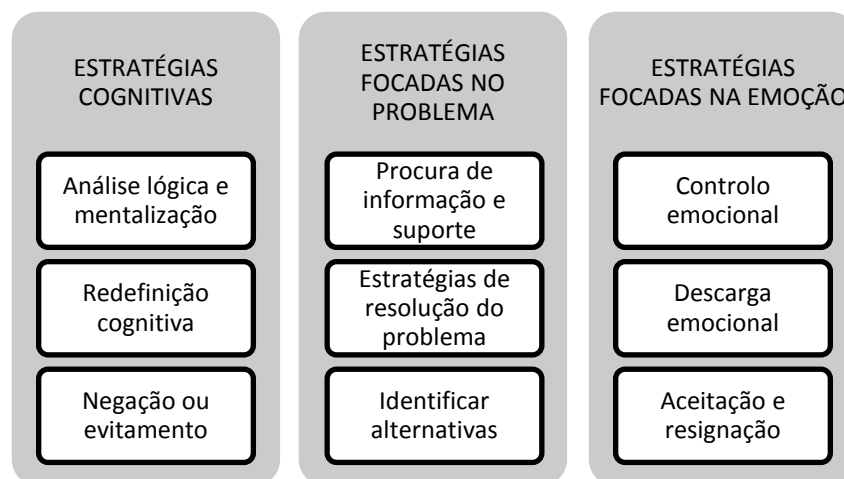 ESTRATÉGIAS
COGNITIVAS
Análise lógica e
mentalização
Redefinição
cognitiva
Negação ou
evitamento
ESTRATÉGIAS
FOCADAS NO
PROBLEMA
Procura de
informação e
suporte
Estratégias de
resolução do
problema
Identificar
alternativas
ESTRATÉGIAS
FOCADAS NA EMOÇÃO
Controlo
emocional
Descarga
emocional
Aceitação e
resignação